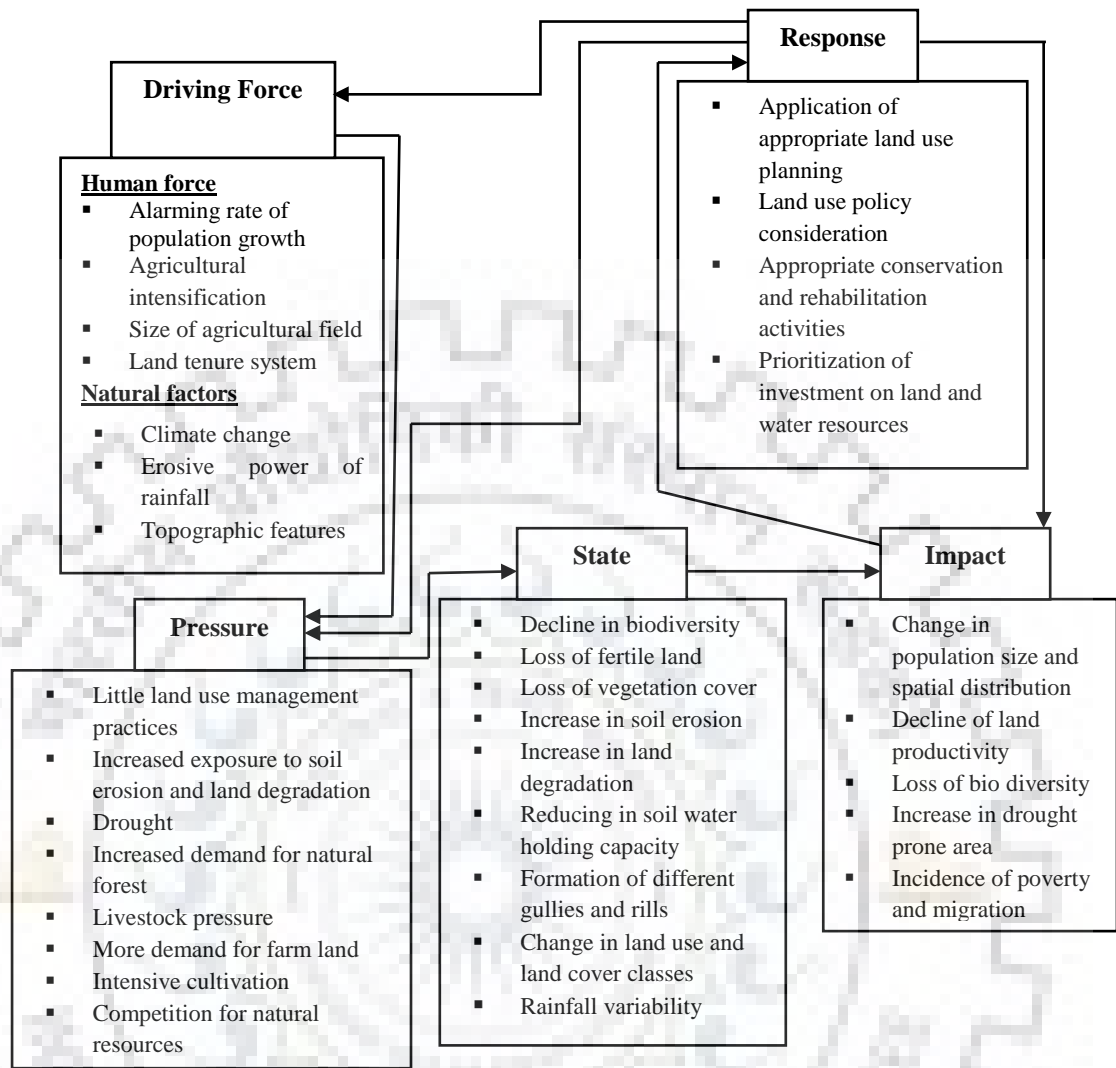 Driving Force
Human force
▪ Alarming rate of
population growth
▪ Agricultural
intensification
▪ Size of agricultural field
▪ Land tenure system
Natural factors
▪ Climate change
▪ Erosive power of
rainfall
▪ Topographic features
Response
▪ Application of
appropriate land use
planning
▪ Land use policy
consideration
▪ Appropriate conservation
and rehabilitation
activities
▪ Prioritization of
investment on land and
water resources
Pressure
▪ Little land use management
practices
▪ Increased exposure to soil
erosion and land degradation
▪ Drought
▪ Increased demand for natural
forest
▪ Livestock pressure
▪ More demand for farm land
▪ Intensive cultivation
▪ Competition for natural
resources
State
▪ Decline in biodiversity
▪ Loss of fertile land
▪ Loss of vegetation cover
▪ Increase in soil erosion
▪ Increase in land
degradation
▪ Reducing in soil water
holding capacity
▪ Formation of different
gullies and rills
▪ Change in land use and
land cover classes
▪ Rainfall variability
Impact
▪ Change in
population size and
spatial distribution
▪ Decline of land
productivity
▪ Loss of bio diversity
▪ Increase in drought
prone area
▪ Incidence of poverty
and migration